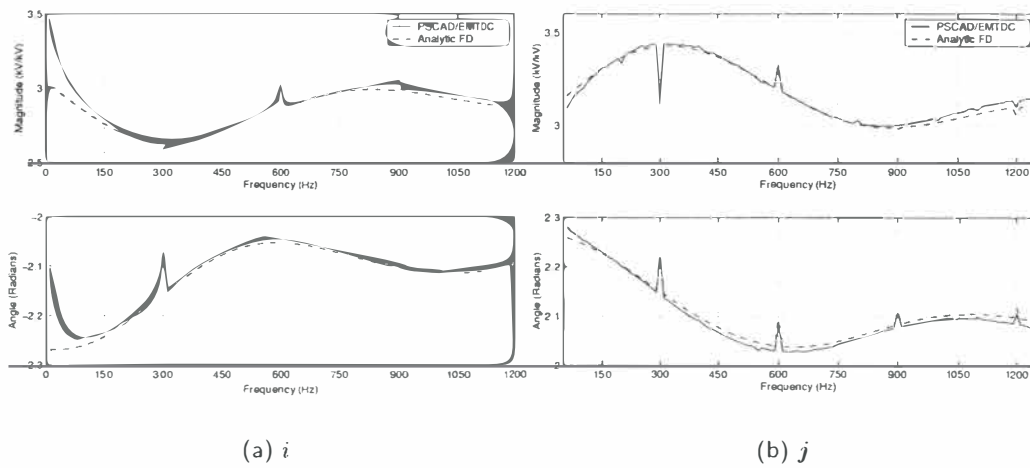 PSCAD/EMTDC
Analytic FD
Magnitude (kV/kV)
3.5
3
2.5
0 150 300 450 600 750 900 1050 1200
Frequency (Hz)
PSCAD/EMTDC
Analytic FD
Magnitude (kV/kV)
3.5
3
150 300 450 600 750 900 1050 1200
Frequency (Hz)
Angle (Radians)
-2
-2.1
-2.2
-2.3
0 150 300 450 600 750 900 1050 1200
Frequency (Hz)
Angle (Radians)
2.3
2.2
2.1
2
150 300 450 600 750 900 1050 1200
Frequency (Hz)
(a) i
(b) j